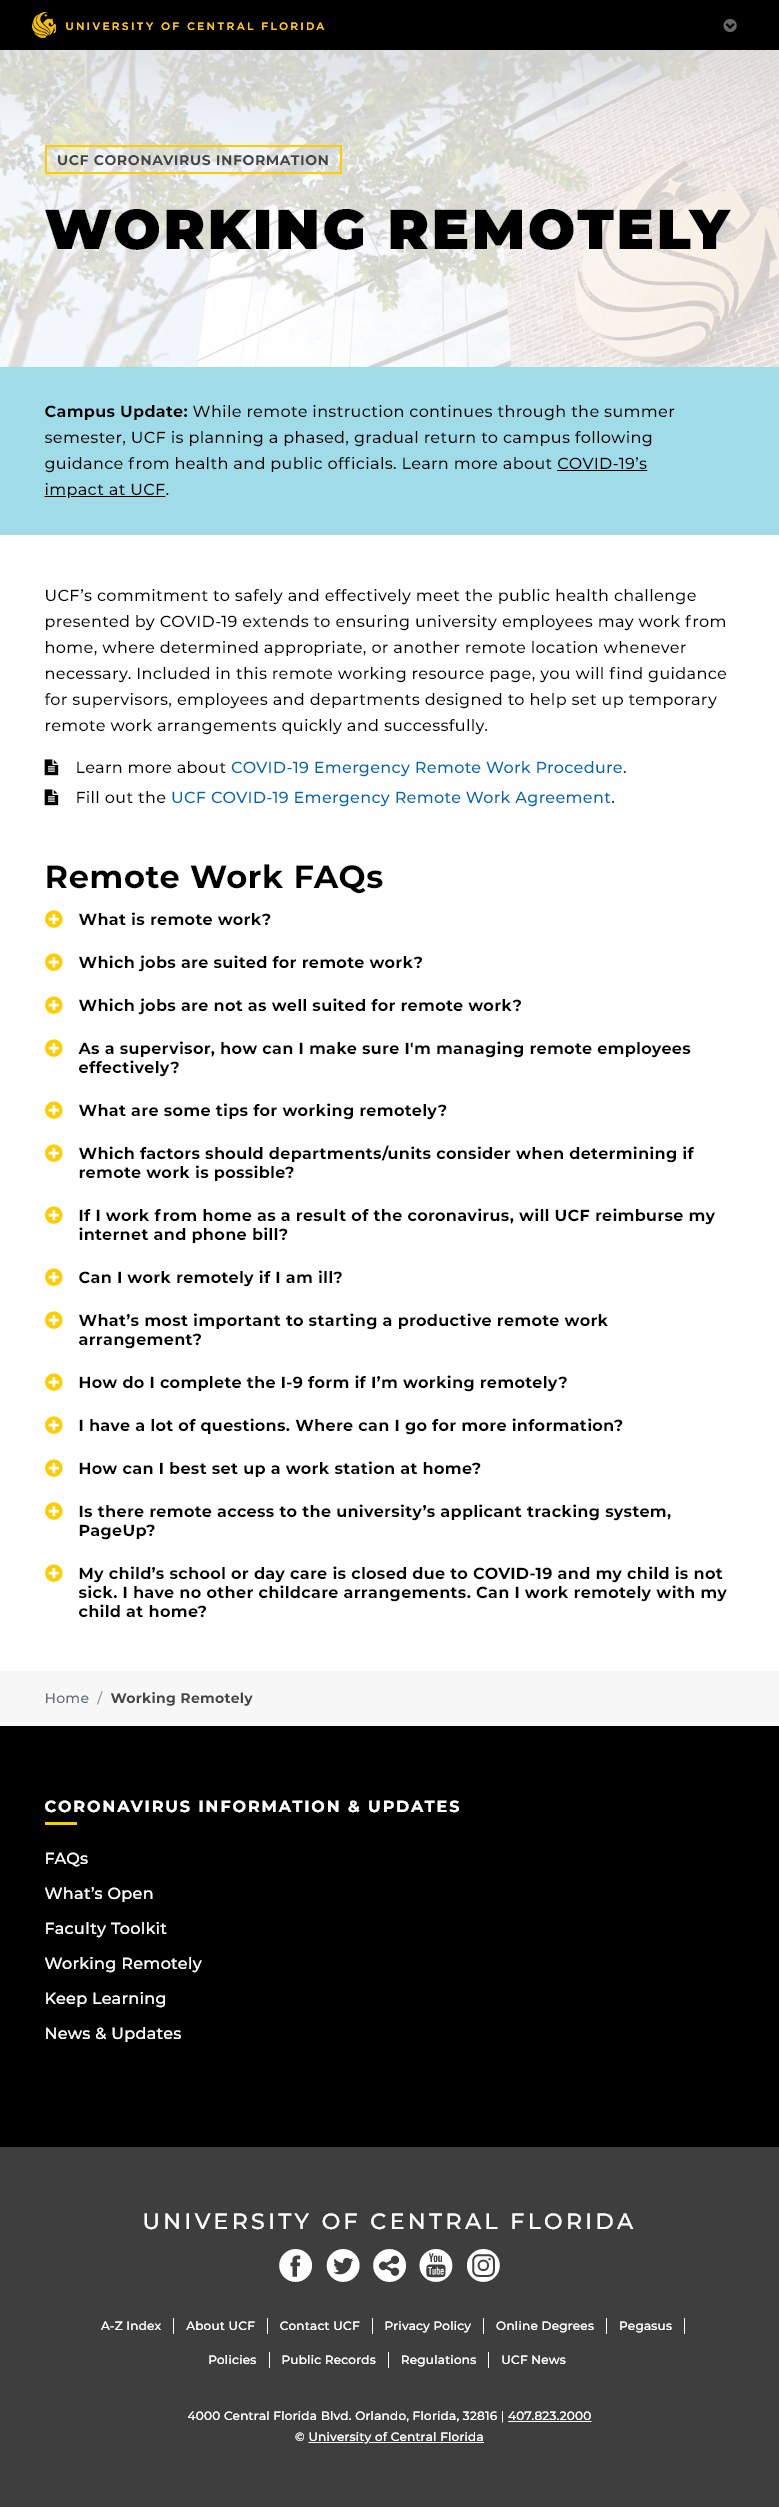 UNIVERSITY OF CENTRAL FLORIDA
UCF CORONAVIRUS INFORMATION
WORKING REMOTELY
Campus Update: While remote instruction continues through the summer
semester, UCF is planning a phased, gradual return to campus following
guidance from health and public officials. Learn more about COVID-19’s
impact at UCF.
UCF’s commitment to safely and effectively meet the public health challenge
presented by COVID-19 extends to ensuring university employees may work from
home, where determined appropriate, or another remote location whenever
necessary. Included in this remote working resource page, you will find guidance
for supervisors, employees and departments designed to help set up temporary
remote work arrangements quickly and successfully.
Learn more about COVID-19 Emergency Remote Work Procedure.
Fill out the UCF COVID-19 Emergency Remote Work Agreement.
Remote Work FAQs
What is remote work?
Which jobs are suited for remote work?
Which jobs are not as well suited for remote work?
As a supervisor, how can I make sure I'm managing remote employees
effectively?
What are some tips for working remotely?
Which factors should departments/units consider when determining if
remote work is possible?
If I work from home as a result of the coronavirus, will UCF reimburse my
internet and phone bill?
Can I work remotely if I am ill?
What’s most important to starting a productive remote work
arrangement?
How do I complete the I-9 form if I’m working remotely?
I have a lot of questions. Where can I go for more information?
How can I best set up a work station at home?
Is there remote access to the university’s applicant tracking system,
PageUp?
My child’s school or day care is closed due to COVID-19 and my child is not
sick. I have no other childcare arrangements. Can I work remotely with my
child at home?
Home / Working Remotely
CORONAVIRUS INFORMATION & UPDATES
FAQs
What’s Open
Faculty Toolkit
Working Remotely
Keep Learning
News & Updates
UNIVERSITY OF CENTRAL FLORIDA
You
Tube
A-Z Index | About UCF | Contact UCF | Privacy Policy | Online Degrees | Pegasus |
Policies | Public Records | Regulations | UCF News
4000 Central Florida Blvd. Orlando, Florida, 32816 | 407.823.2000
© University of Central Florida